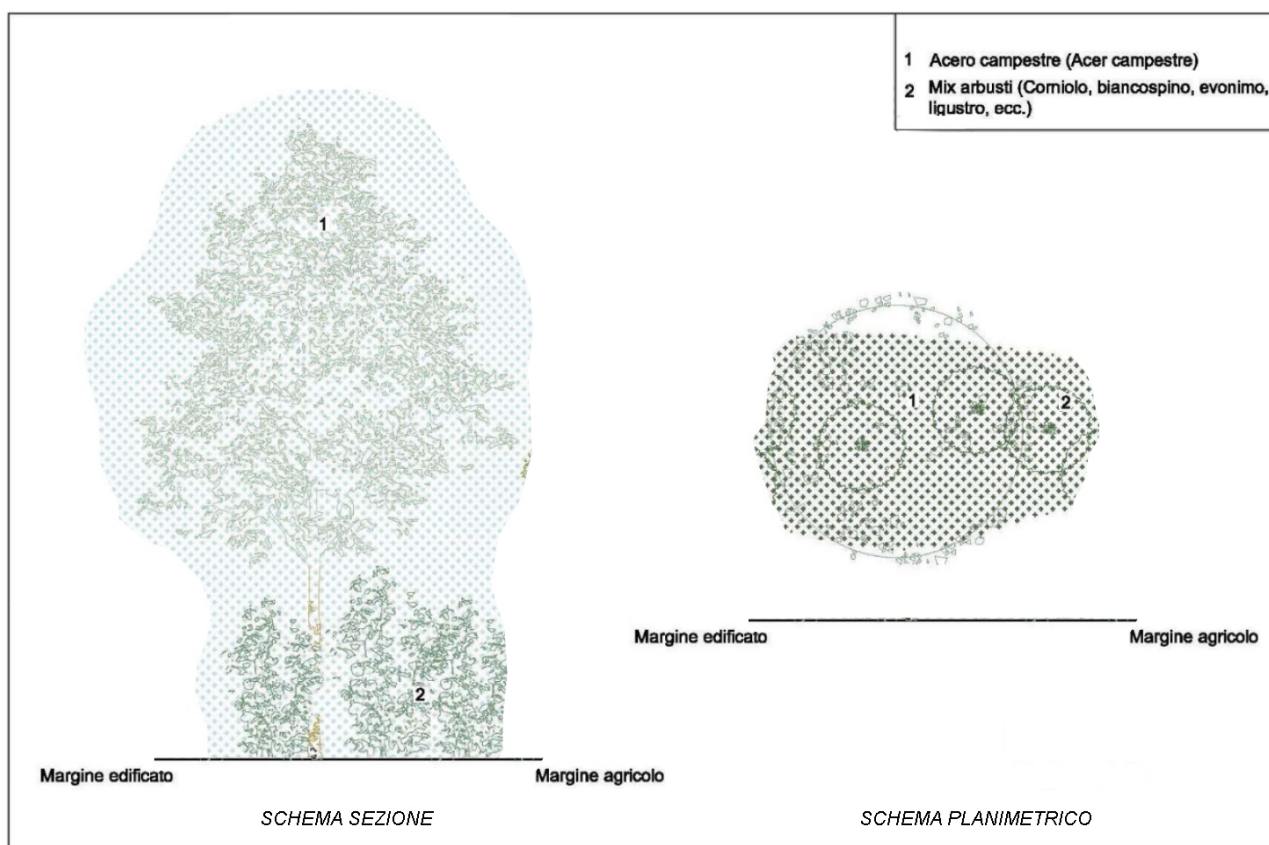 1 Acero campestre (Acer campestre)
2 Mix arbusti (Corniolo, biancospino, evonimo,
ligustro, ecc.)
1
2
Margine edificato
Margine agricolo
SCHEMA SEZIONE
1
2
Margine edificato
Margine agricolo
SCHEMA PLANIMETRICO